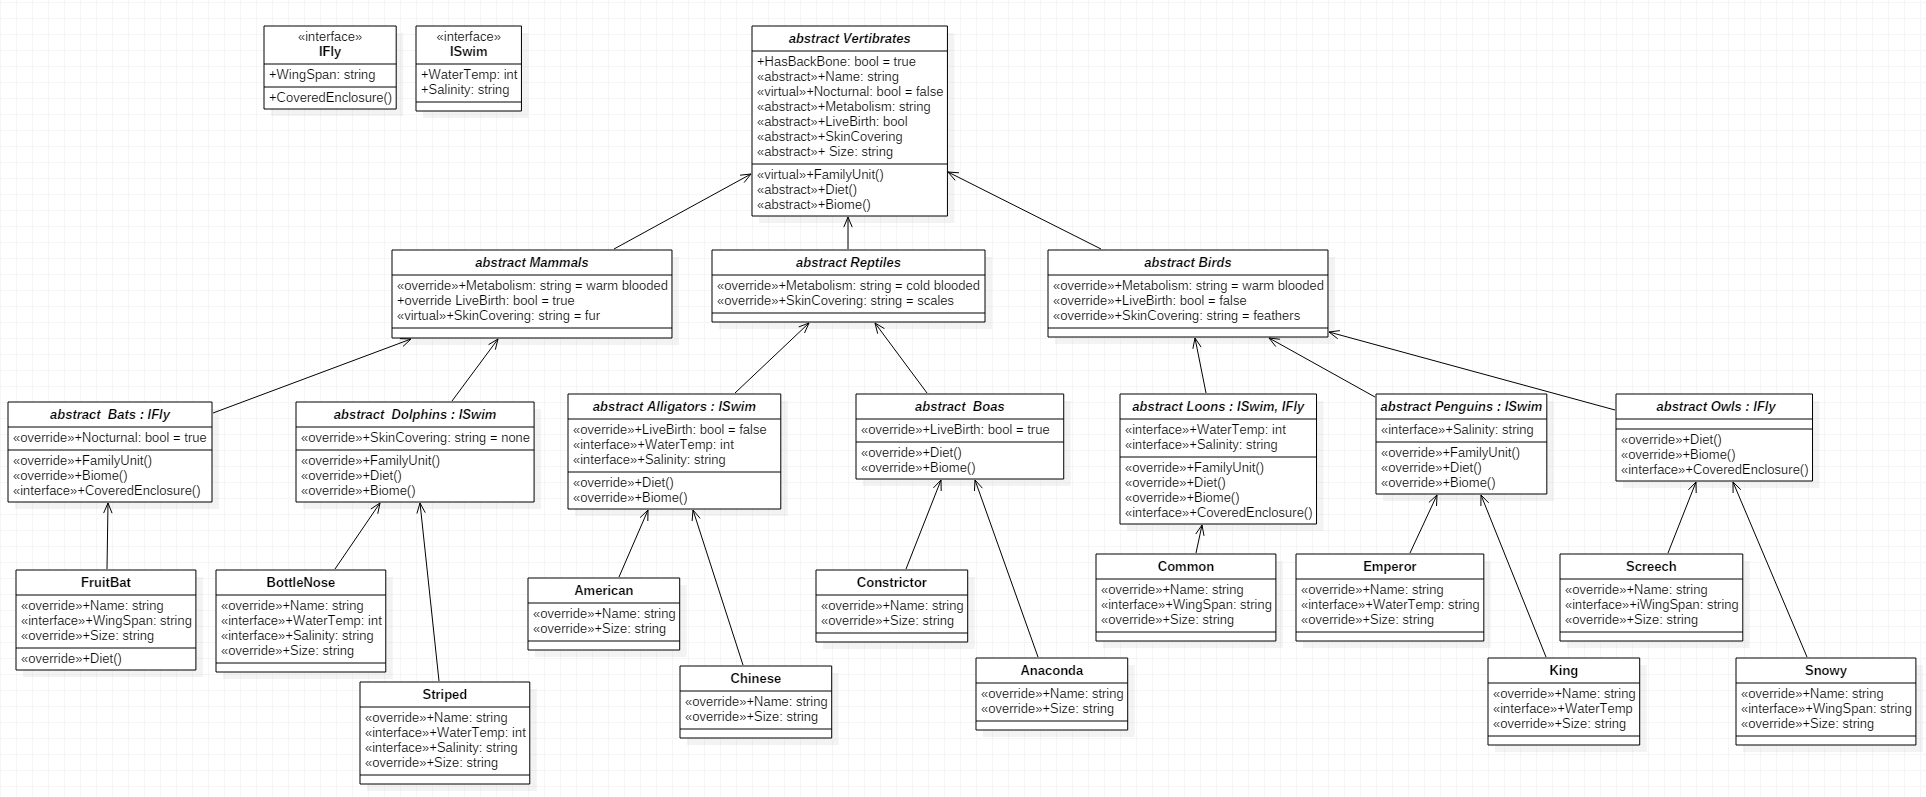 «interface»
IFly
+WingSpan: string
+CoveredEnclosure()
«interface»
ISwim
+WaterTemp: int
+Salinity: string
abstract Vertibrates
+HasBackBone: bool = true
«abstract»+Name: string
«virtual»+Nocturnal: bool = false
«abstract»+Metabolism: string
«abstract»+LiveBirth: bool
«abstract»+SkinCovering
«abstract»+ Size: string
«virtual»+FamilyUnit()
«abstract»+Diet()
«abstract»+Biome()
abstract Mammals
«override»+Metabolism: string = warm blooded
+override LiveBirth: bool = true
«virtual»+SkinCovering: string = fur
abstract Reptiles
«override»+Metabolism: string = cold blooded
«override»+SkinCovering: string = scales
abstract Birds
«override»+Metabolism: string = warm blooded
«override»+LiveBirth: bool = false
«override»+SkinCovering: string = feathers
abstract  Bats : IFly
«override»+Nocturnal: bool = true
«override»+FamilyUnit()
«override»+Biome()
«interface»+CoveredEnclosure()
abstract  Dolphins : ISwim
«override»+SkinCovering: string = none
«override»+FamilyUnit()
«override»+Diet()
«override»+Biome()
abstract Alligators : ISwim
«override»+LiveBirth: bool = false
«interface»+WaterTemp: int
«interface»+Salinity: string
«override»+Diet()
«override»+Biome()
abstract  Boas
«override»+LiveBirth: bool = true
«override»+Diet()
«override»+Biome()
abstract Loons : ISwim, IFly
«interface»+WaterTemp: int
«interface»+Salinity: string
«override»+FamilyUnit()
«override»+Diet()
«override»+Biome()
«interface»+CoveredEnclosure()
abstract Penguins : ISwim
«interface»+Salinity: string
«override»+FamilyUnit()
«override»+Diet()
«override»+Biome()
abstract Owls : IFly
«override»+Diet()
«override»+Biome()
«interface»+CoveredEnclosure()
FruitBat
«override»+Name: string
«interface»+WingSpan: string
«override»+Size: string
«override»+Diet()
BottleNose
«override»+Name: string
«interface»+WaterTemp: int
«interface»+Salinity: string
«override»+Size: string
Striped
«override»+Name: string
«interface»+WaterTemp: int
«interface»+Salinity: string
«override»+Size: string
American
«override»+Name: string
«override»+Size: string
Chinese
«override»+Name: string
«override»+Size: string
Constrictor
«override»+Name: string
«override»+Size: string
Anaconda
«override»+Name: string
«override»+Size: string
Common
«override»+Name: string
«interface»+WingSpan: string
«override»+Size: string
Emperor
«override»+Name: string
«interface»+WaterTemp: string
«override»+Size: string
King
«override»+Name: string
«interface»+WaterTemp
«override»+Size: string
Screech
«override»+Name: string
«interface»+iWingSpan: string
«override»+Size: string
Snowy
«override»+Name: string
«interface»+WingSpan: string
«override»+Size: string